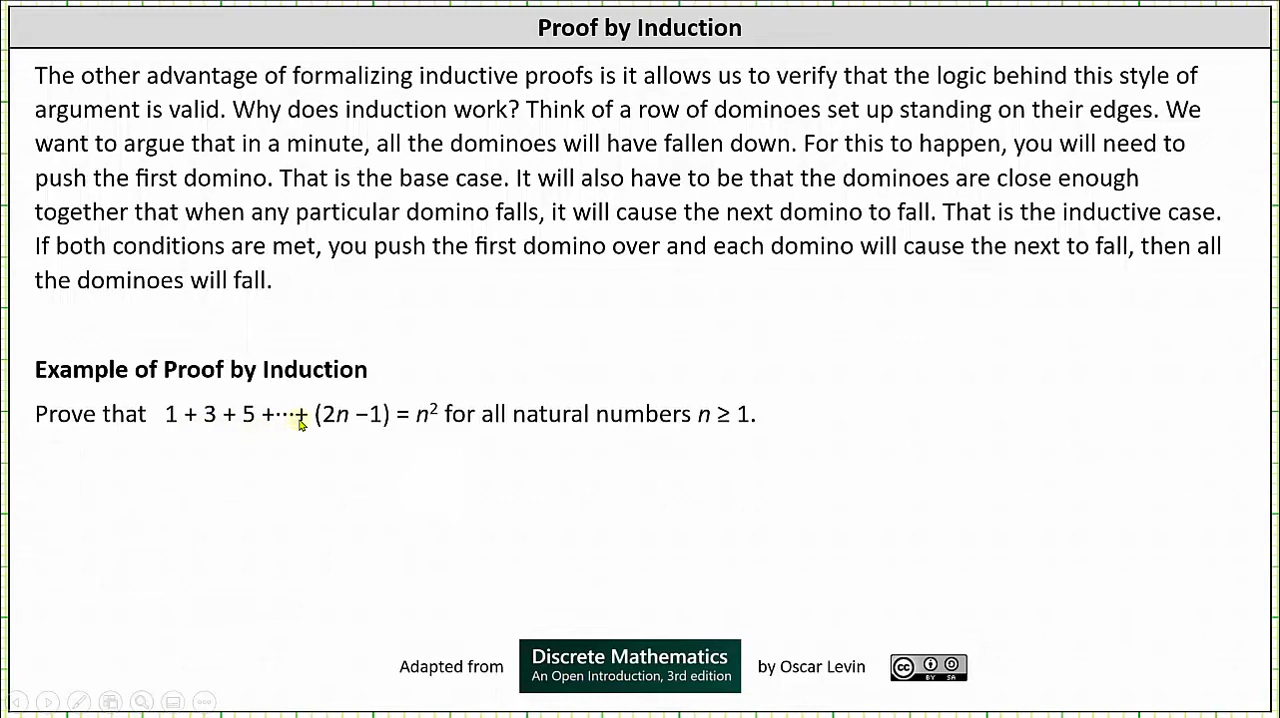 Proof by Induction
The other advantage of formalizing inductive proofs is it allows us to verify that the logic behind this style of
argument is valid. Why does induction work? Think of a row of dominoes set up standing on their edges. We
want to argue that in a minute, all the dominoes will have fallen down. For this to happen, you will need to
push the first domino. That is the base case. It will also have to be that the dominoes are close enough
together that when any particular domino falls, it will cause the next domino to fall. That is the inductive case.
If both conditions are met, you push the first domino over and each domino will cause the next to fall, then all
the dominoes will fall.
Example of Proof by Induction
Prove that 1 + 3 + 5 +⋯+ (2n −1) = n² for all natural numbers n ≥ 1.
Adapted from Discrete Mathematics by Oscar Levin
An Open Introduction, 3rd edition
CC BY SA